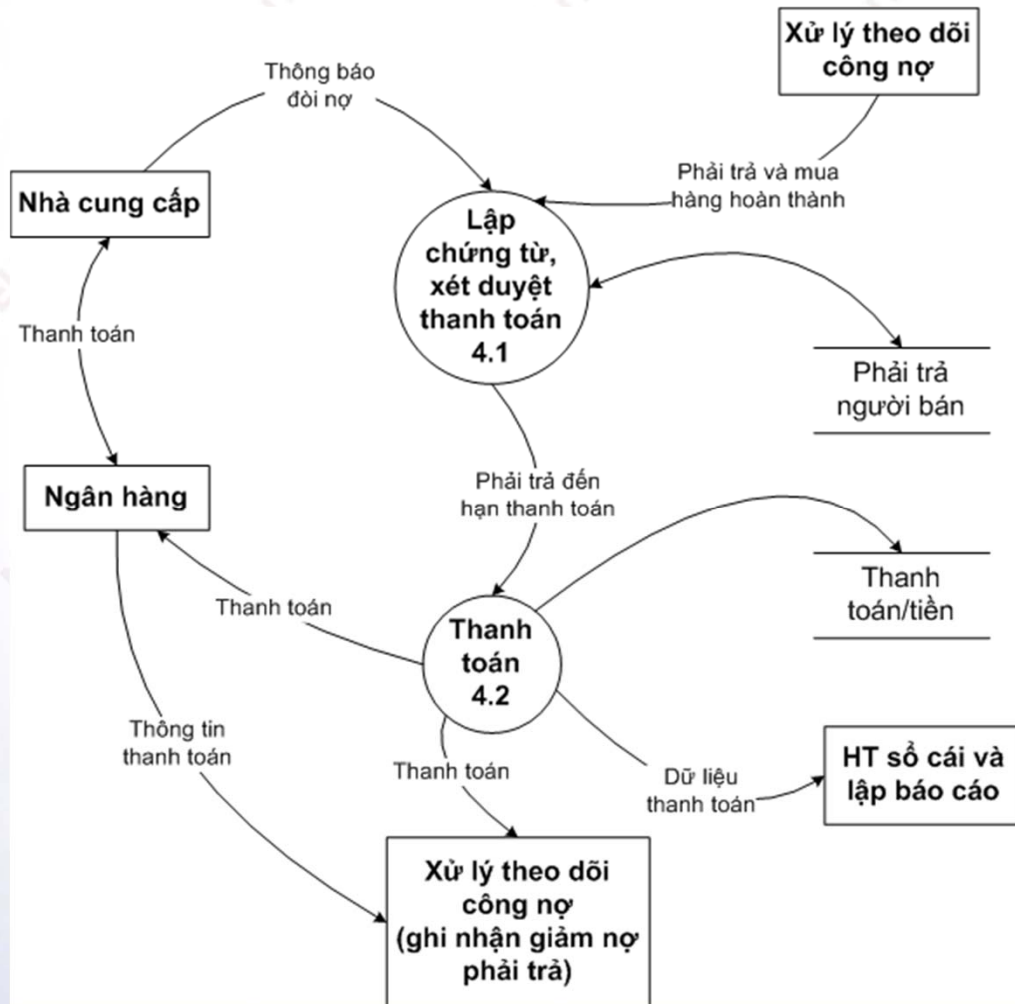 Xử lý theo dõi
công nợ
Thông báo
đòi nợ
Phải trả và mua
hàng hoàn thành
Nhà cung cấp
Lập
chứng từ,
xét duyệt
thanh toán
4.1
Thanh toán
Phải trả
người bán
Ngân hàng
Phải trả đến
hạn thanh toán
Thanh
toán/tiền
Thanh toán
Thanh
toán
4.2
Thông tin
thanh toán
Thanh toán
Dữ liệu
thanh toán
HT sổ cái và
lập báo cáo
Xử lý theo dõi
công nợ
(ghi nhận giảm nợ
phải trả)